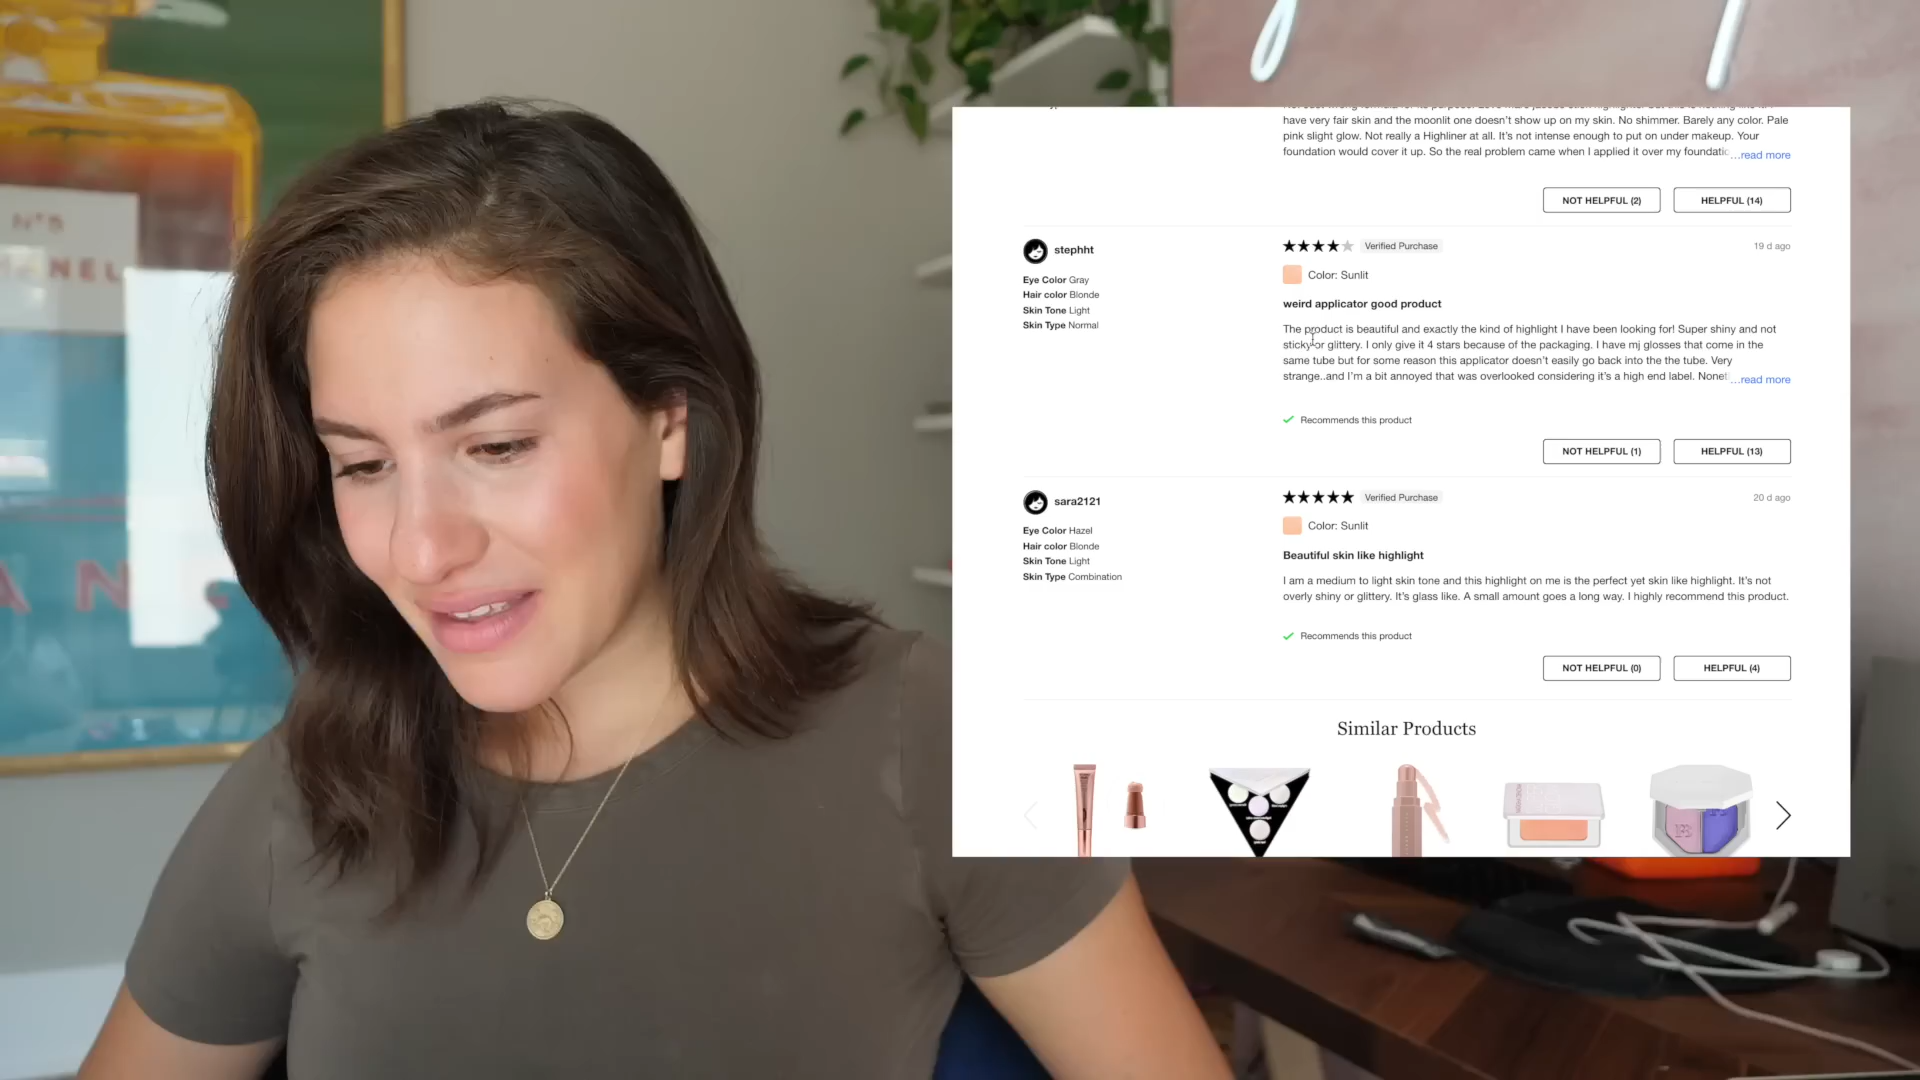 N°5
CHANEL
have very fair skin and the moonlit one doesn't show up on my skin. No shimmer. Barely any color. Pale
pink slight glow. Not really a Highliner at all. It's not intense enough to put on under makeup. Your
foundation would cover it up. So the real problem came when I applied it over my foundatic ...read more
NOT HELPFUL (2) HELPFUL (14)
stephht
Eye Color Gray
Hair color Blonde
Skin Tone Light
Skin Type Normal
Verified Purchase 19 d ago
Color: Sunlit
weird applicator good product
The product is beautiful and exactly the kind of highlight I have been looking for! Super shiny and not
sticky or glittery. I only give it 4 stars because of the packaging. I have mj glosses that come in the
same tube but for some reason this applicator doesn't easily go back into the the tube. Very
strange..and I'm a bit annoyed that was overlooked considering it's a high end label. Nonet ...read more
Recommends this product
NOT HELPFUL (1) HELPFUL (13)
sara2121
Eye Color Hazel
Hair color Blonde
Skin Tone Light
Skin Type Combination
Verified Purchase 20 d ago
Color: Sunlit
Beautiful skin like highlight
I am a medium to light skin tone and this highlight on me is the perfect yet skin like highlight. It's not
overly shiny or glittery. It's glass like. A small amount goes a long way. I highly recommend this product.
Recommends this product
NOT HELPFUL (0) HELPFUL (4)
Similar Products